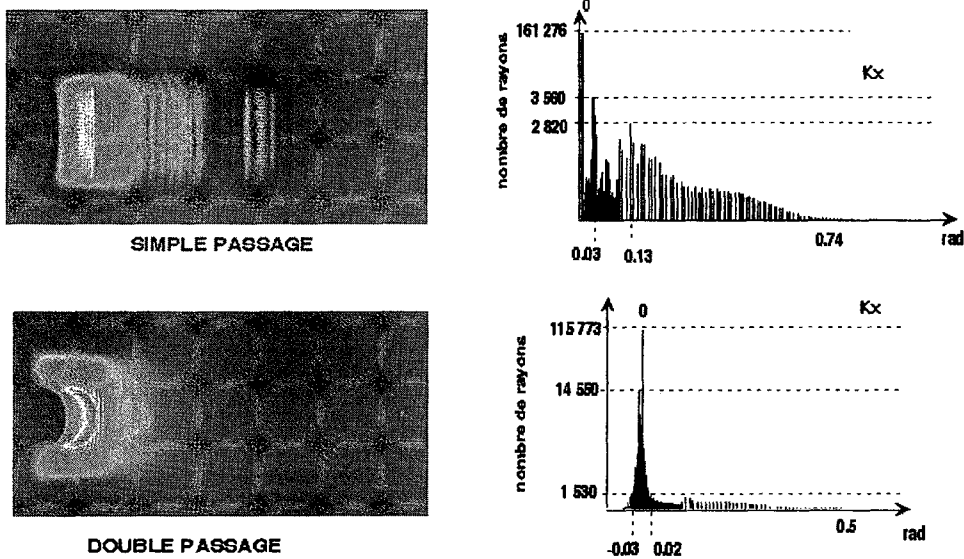 0
161 276
nombre de rayons
Kx
3 560
2 820
0.03
0.13
0.74
rad
SIMPLE PASSAGE
0
Kx
115 773
nombre de rayons
14 550
1 530
-0.03
0.02
0.5
rad
DOUBLE PASSAGE